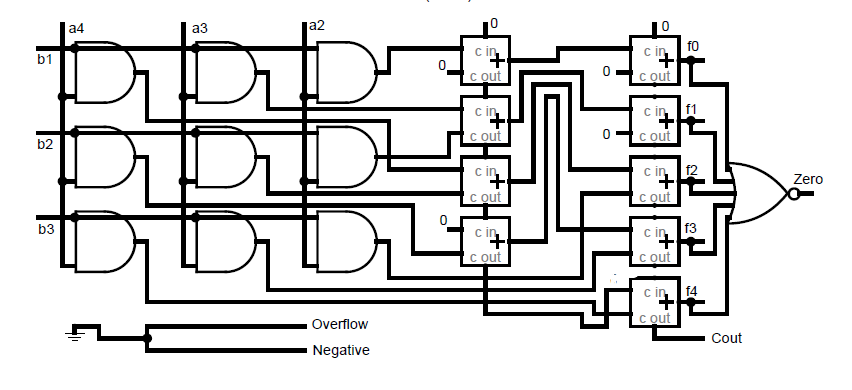 a4 a3 a2 0 0
b1 c in + c in + f0
0 c out 0 c out
c in + c in + f1
b2 c out 0 c out
c in + c in + f2 Zero
c out c out
b3 0 c in + c in + f3
c out c out
c in + f4
c out
Overflow
Cout
Negative